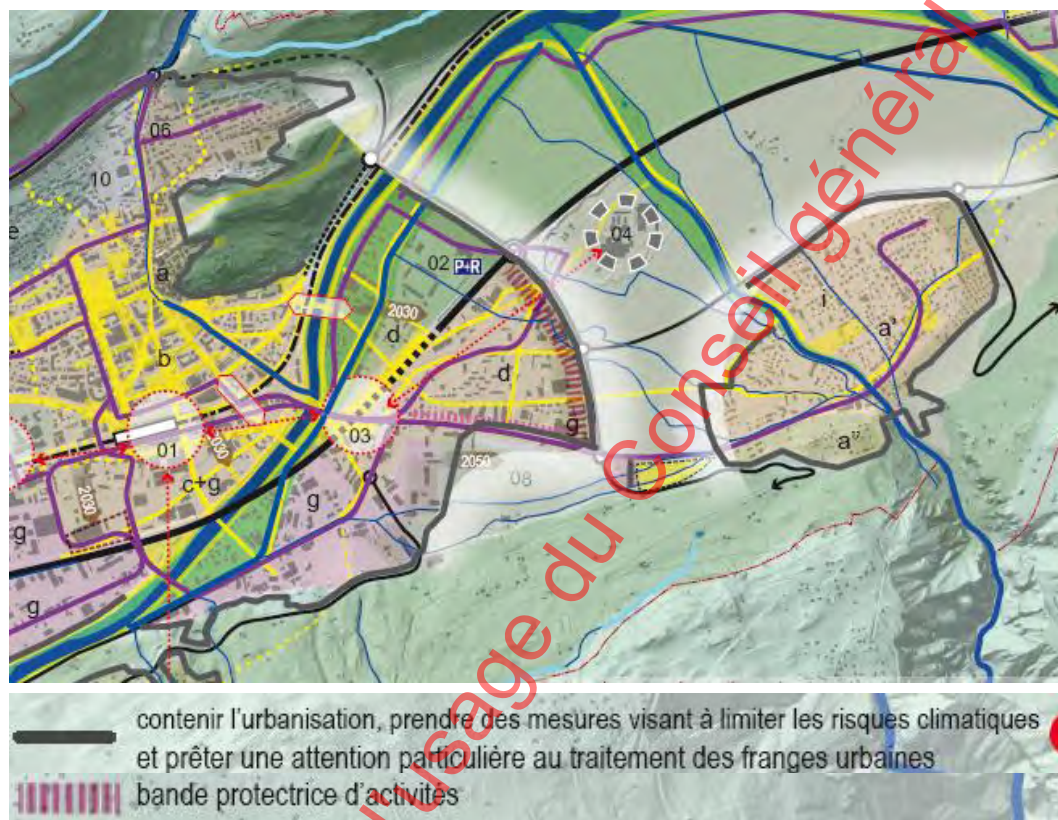 06
10
e
a
b
02 P+R
04
2030
d
d
i
a'
a''
g
01
03
2030
2050
08
c+g
2030
g
g
g
g
contenir l'urbanisation, prendre des mesures visant à limiter les risques climatiques
et prêter une attention particulière au traitement des franges urbaines
bande protectrice d'activités
l'usage du Conseil général